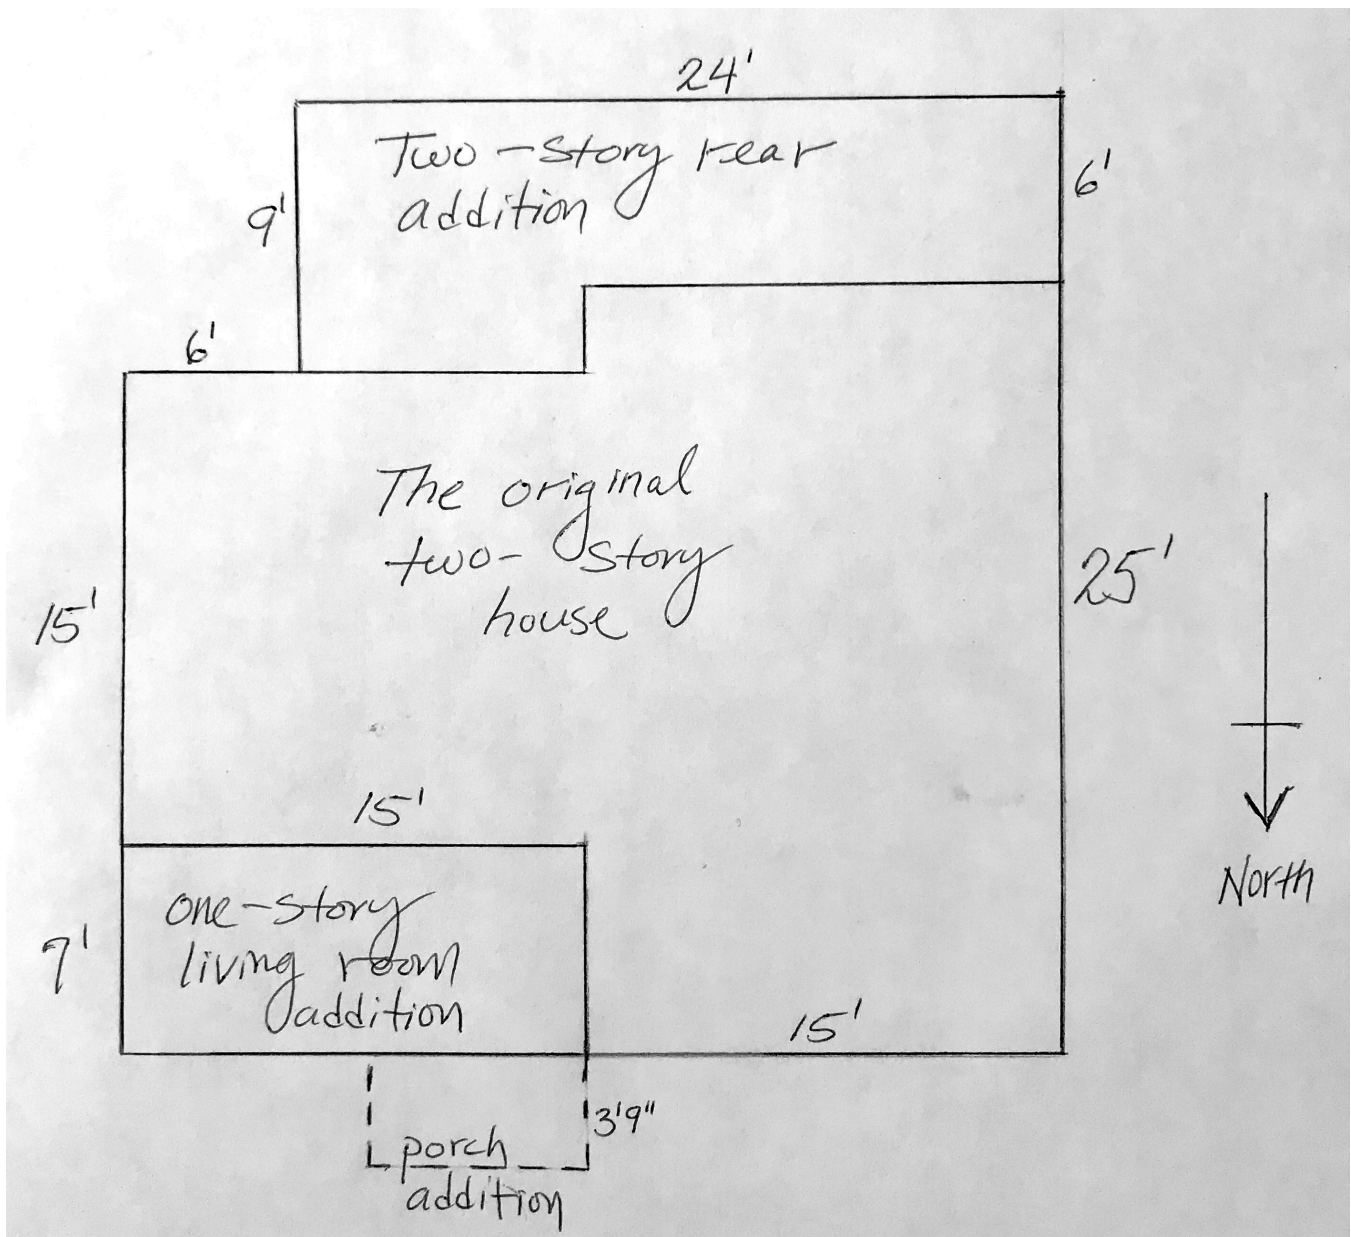 24'
Two-story rear
addition
6'
9'
6'
The original
two-story
house
15'
25'
15'
one-story
living room
addition
7'
15'
3'9"
porch
addition
North